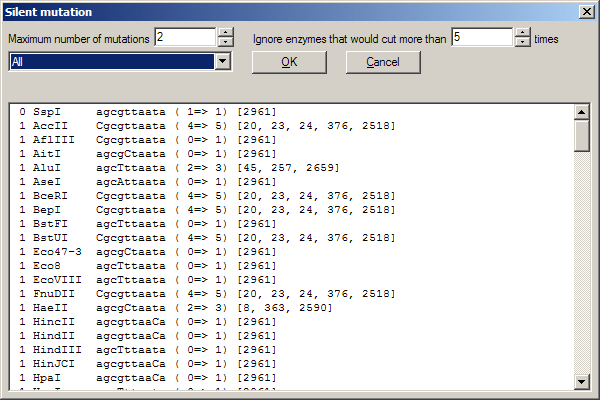 Silent mutation
Maximum number of mutations 2 Ignore enzymes that would cut more than 5 times
All OK Cancel
0 SspI agcgttaata ( 1=> 1) [2961]
1 AccII Cgcgttaata ( 4=> 5) [20, 23, 24, 376, 2518]
1 AflIII Cgcgttaata ( 0=> 1) [2961]
1 AitI agcgCtaata ( 0=> 1) [2961]
1 AluI agcTttaata ( 2=> 3) [45, 257, 2659]
1 AseI agcAttaata ( 0=> 1) [2961]
1 BceRI Cgcgttaata ( 4=> 5) [20, 23, 24, 376, 2518]
1 BepI Cgcgttaata ( 4=> 5) [20, 23, 24, 376, 2518]
1 BstFI agcTttaata ( 0=> 1) [2961]
1 BstUI Cgcgttaata ( 4=> 5) [20, 23, 24, 376, 2518]
1 Eco47-3 agcgCtaata ( 0=> 1) [2961]
1 Eco8 agcTttaata ( 0=> 1) [2961]
1 EcoVIII agcTttaata ( 0=> 1) [2961]
1 FnuDII Cgcgttaata ( 4=> 5) [20, 23, 24, 376, 2518]
1 HaeII agcgCtaata ( 2=> 3) [8, 363, 2590]
1 HincII agcgttaaCa ( 0=> 1) [2961]
1 HindII agcgttaaCa ( 0=> 1) [2961]
1 HindIII agcTttaata ( 0=> 1) [2961]
1 HinJCI agcgttaaCa ( 0=> 1) [2961]
1 HpaI agcgttaaCa ( 0=> 1) [2961]